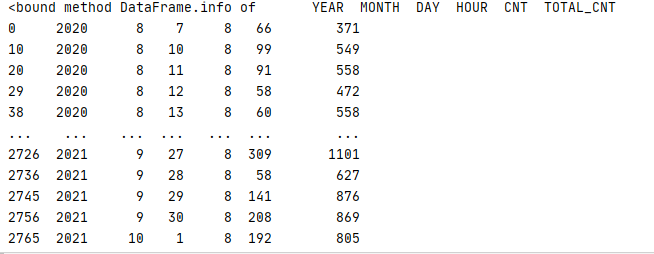 <bound method DataFrame.info of       YEAR  MONTH  DAY  HOUR  CNT  TOTAL_CNT
0     2020      8    7     8   66        371
10    2020      8   10     8   99        549
20    2020      8   11     8   91        558
29    2020      8   12     8   58        472
38    2020      8   13     8   60        558
...    ...    ...  ...   ...  ...        ...
2726  2021      9   27     8  309       1101
2736  2021      9   28     8   58        627
2745  2021      9   29     8  141        876
2756  2021      9   30     8  208        869
2765  2021     10    1     8  192        805